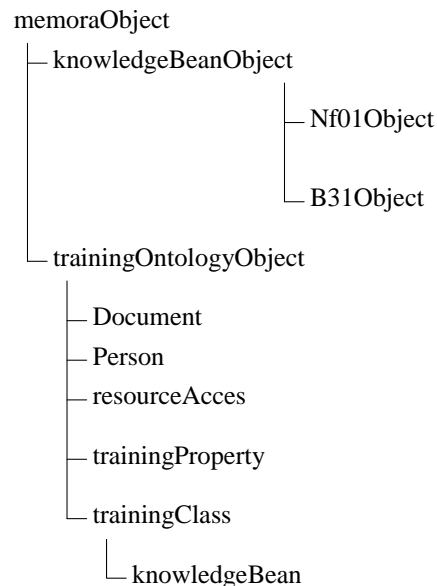 memoraObject
knowledgeBeanObject
Nf01Object
B31Object
trainingOntologyObject
Document
Person
resourceAcces
trainingProperty
trainingClass
knowledgeBean